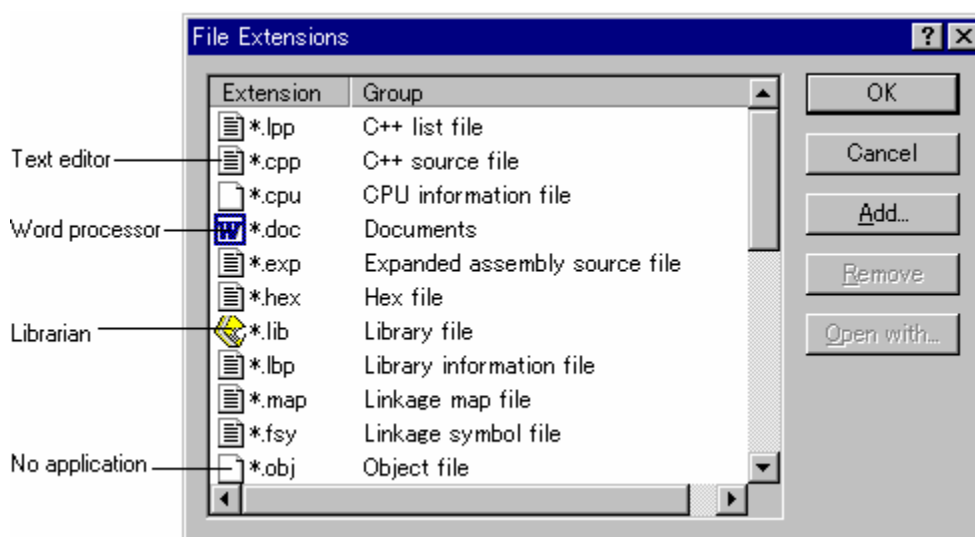 File Extensions
Extension Group
*.lpp C++ list file
Text editor *.cpp C++ source file
*.cpu CPU information file
Word processor *.doc Documents
*.exp Expanded assembly source file
*.hex Hex file
Librarian *.lib Library file
*.lbp Library information file
*.map Linkage map file
*.fsy Linkage symbol file
No application *.obj Object file
OK
Cancel
Add...
Remove
Open with...